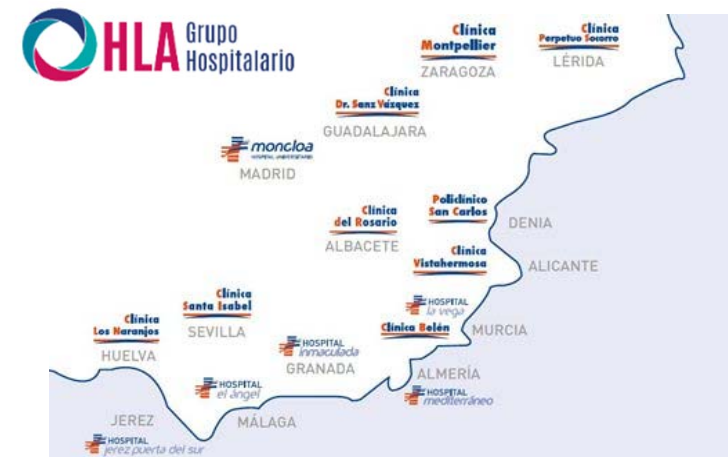 HLA Grupo
Hospitalario
Clínica
Montpellier
ZARAGOZA
Clínica
Perpetuo Socorro
LÉRIDA
Clínica
Dr. Sanz Vázquez
GUADALAJARA
moncloa
HOSPITAL UNIVERSITARIO
MADRID
Clínica
del Rosario
ALBACETE
Policlínico
San Carlos
DENIA
Clínica
Vistahermosa
ALICANTE
HOSPITAL
la vega
Clínica Belén
MURCIA
Clínica
Santa Isabel
SEVILLA
Clínica
Los Naranjos
HUELVA
HOSPITAL
inmaculada
GRANADA
HOSPITAL
el ángel
MÁLAGA
ALMERÍA
HOSPITAL
mediterráneo
JEREZ
HOSPITAL
jerez puerta del sur